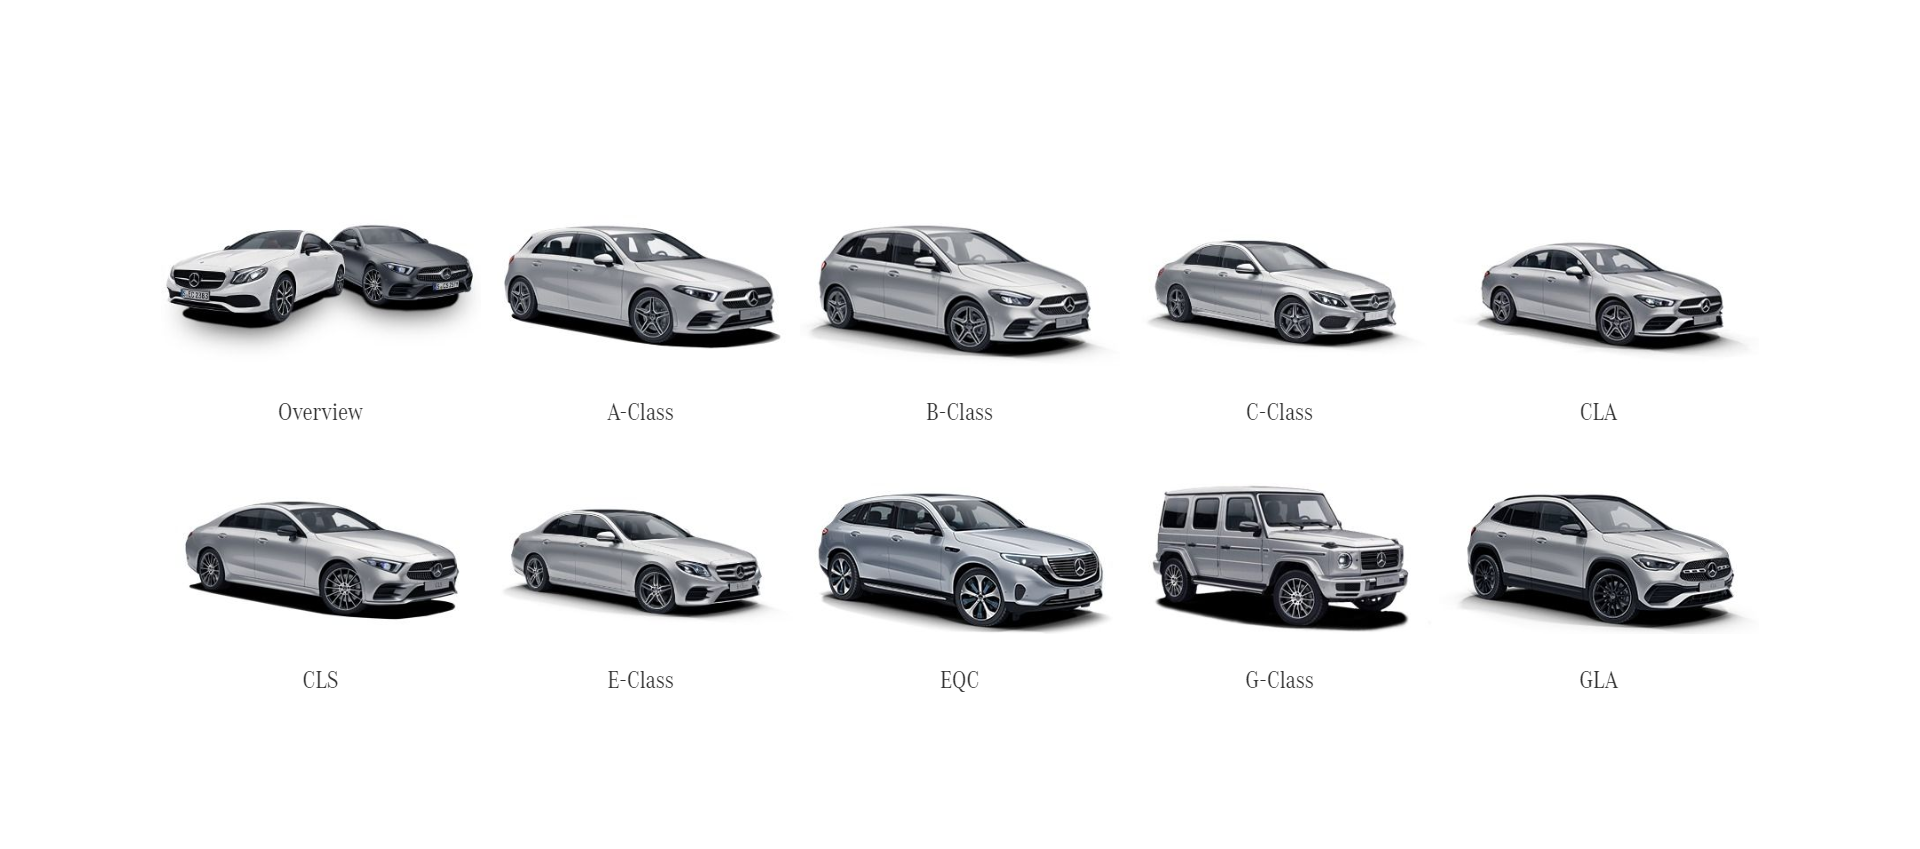 Overview
A-Class
B-Class
C-Class
CLA
CLS
E-Class
EQC
G-Class
GLA